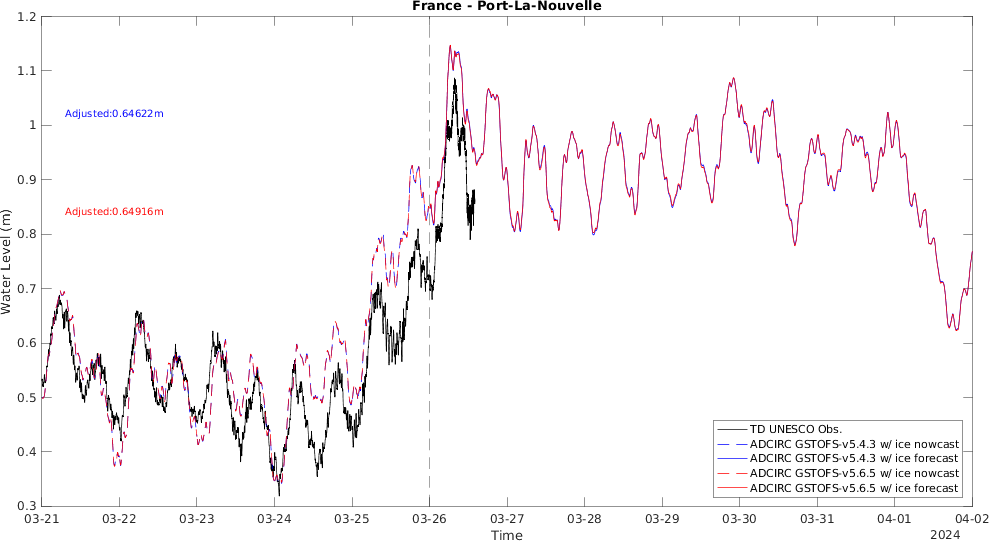 France - Port-La-Nouvelle
1.2
1.1
1
0.9
0.8
0.7
0.6
0.5
0.4
0.3
Water Level (m)
Adjusted:0.64622m
Adjusted:0.64916m
TD UNESCO Obs.
ADCIRC GSTOFS-v5.4.3 w/ ice nowcast
ADCIRC GSTOFS-v5.4.3 w/ ice forecast
ADCIRC GSTOFS-v5.6.5 w/ ice nowcast
ADCIRC GSTOFS-v5.6.5 w/ ice forecast
03-21 03-22 03-23 03-24 03-25 03-26 03-27 03-28 03-29 03-30 03-31 04-01 04-02
Time
2024